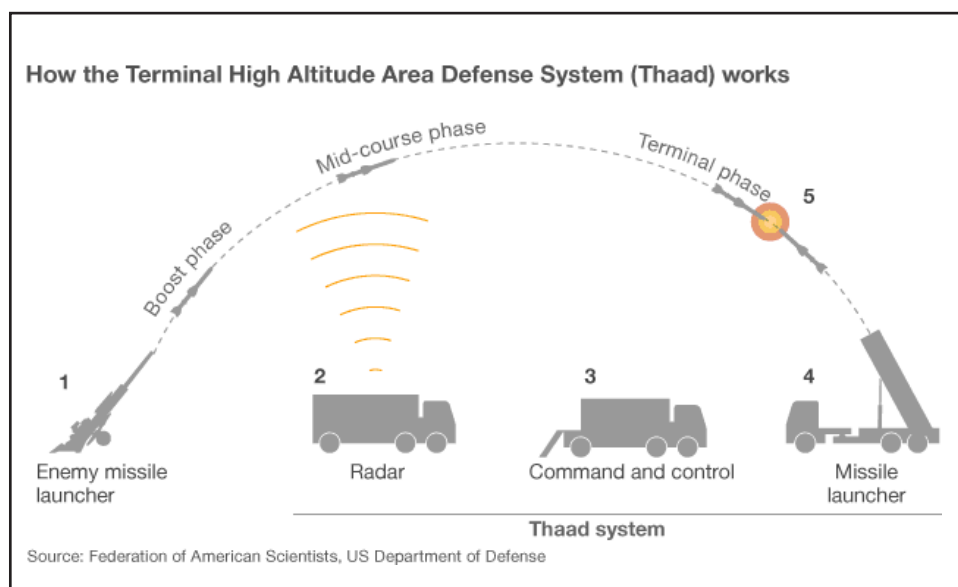 How the Terminal High Altitude Area Defense System (Thaad) works
Mid-course phase
Terminal phase
5
Boost phase
1
2
3
4
Enemy missile
launcher
Radar
Command and control
Missile
launcher
Thaad system
Source: Federation of American Scientists, US Department of Defense